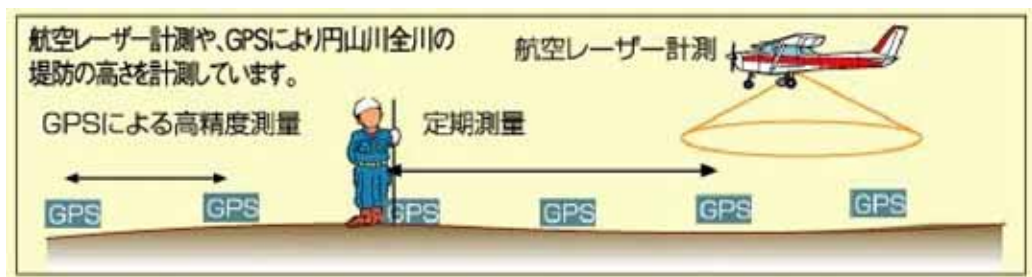 航空レーザー計測や、GPSにより円山川全川の
堤防の高さを計測しています。
航空レーザー計測
GPSによる高精度測量
定期測量
GPS
GPS
GPS
GPS
GPS
GPS